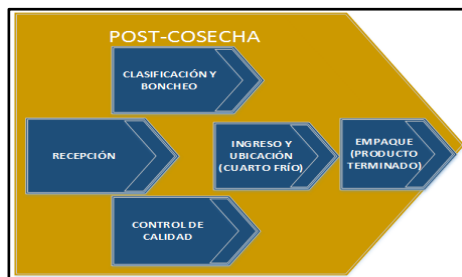 POST-COSECHA
CLASIFICACIÓN Y
BONCHEO
RECEPCIÓN
INGRESO Y
UBICACIÓN
(CUARTO FRÍO)
EMPAQUE
(PRODUCTO
TERMINADO)
CONTROL DE
CALIDAD